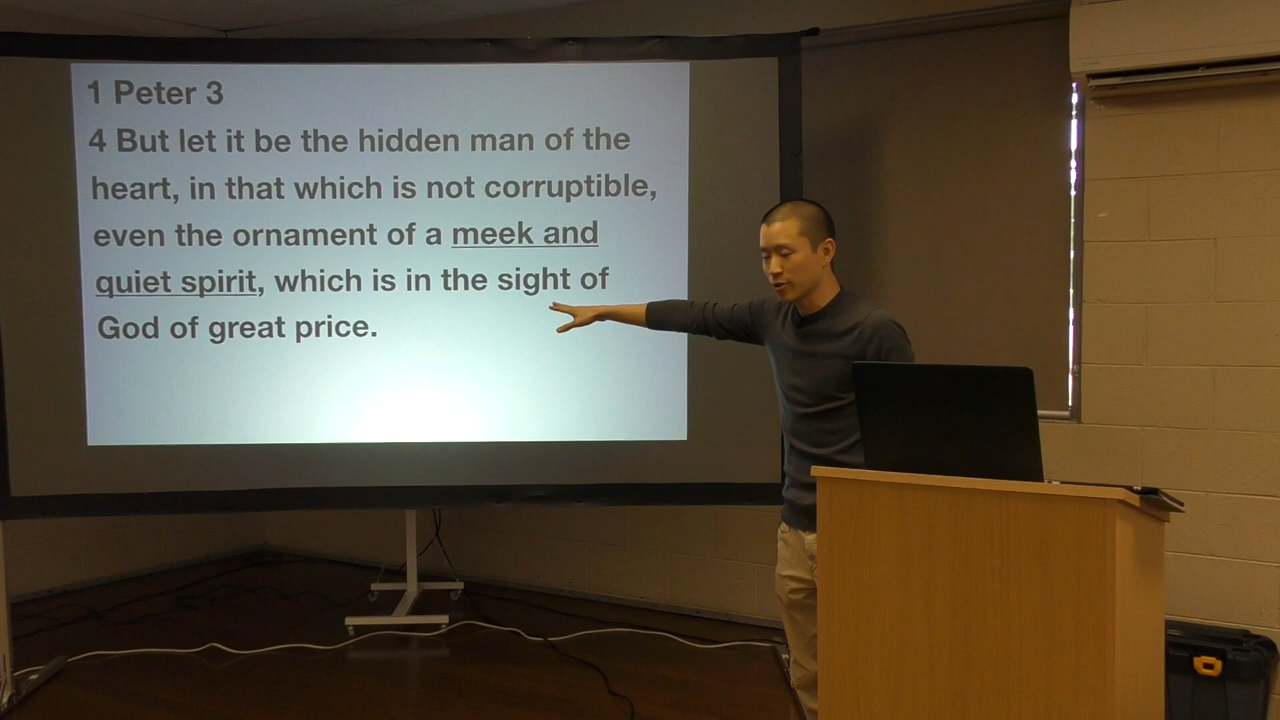 1 Peter 3
4 But let it be the hidden man of the
heart, in that which is not corruptible,
even the ornament of a meek and
quiet spirit, which is in the sight of
God of great price.